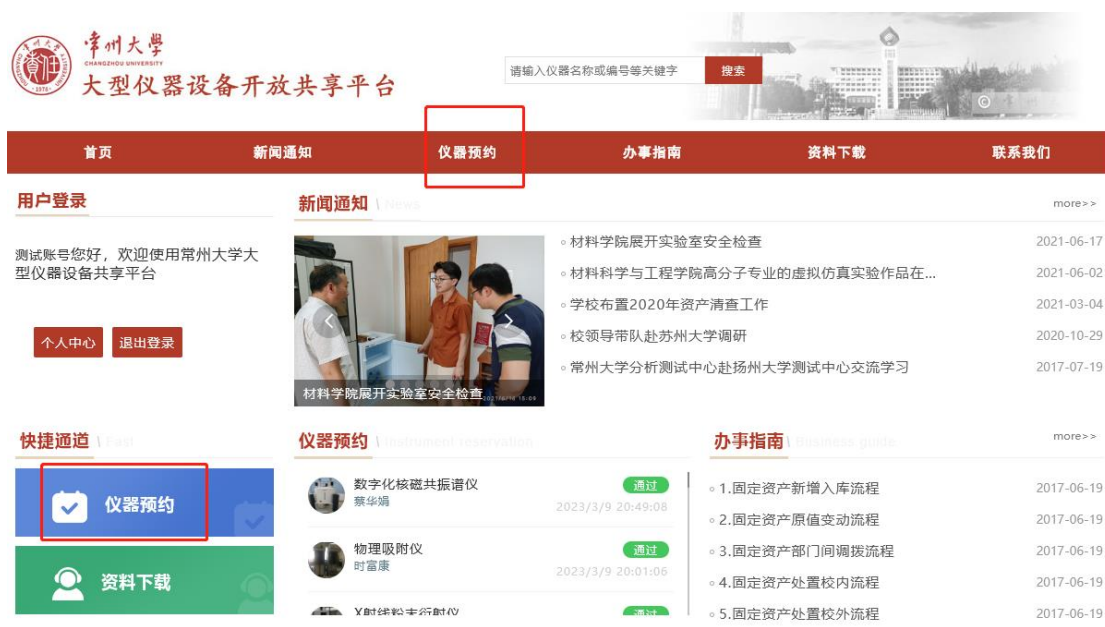 常州大學
CHANGZHOU UNIVERSITY
大型仪器设备开放共享平台
请输入仪器名称或编号等关键字
搜索
首页
新闻通知
仪器预约
办事指南
资料下载
联系我们
用户登录
测试账号您好，欢迎使用常州大学大
型仪器设备共享平台
个人中心
退出登录
新闻通知 \ News
more>>
材料学院展开实验室安全检查
◦材料学院展开实验室安全检查 2021-06-17
◦材料科学与工程学院高分子专业的虚拟仿真实验作品在... 2021-06-02
◦学校布置2020年资产清查工作 2021-03-04
◦校领导带队赴苏州大学调研 2020-10-29
◦常州大学分析测试中心赴扬州大学测试中心交流学习 2017-07-19
快捷通道 \ Fast
仪器预约
资料下载
仪器预约 \ Instrument reservation
数字化核磁共振谱仪 通过
蔡华娟 2023/3/9 20:49:08
物理吸附仪 通过
时富康 2023/3/9 20:01:06
X射线粉末衍射仪 通过
办事指南 \ Business guide
more>>
◦1.固定资产新增入库流程 2017-06-19
◦2.固定资产原值变动流程 2017-06-19
◦3.固定资产部门间调拨流程 2017-06-19
◦4.固定资产处置校内流程 2017-06-19
◦5.固定资产处置校外流程 2017-06-19